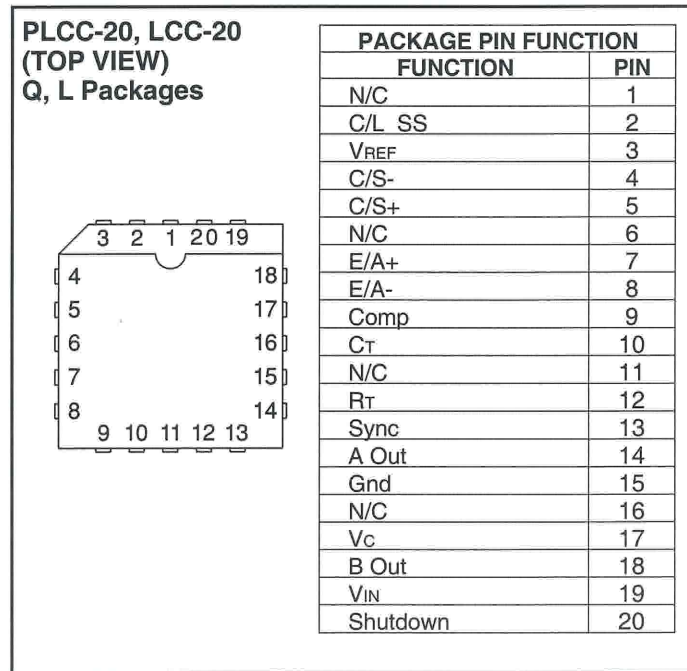 PLCC-20, LCC-20
(TOP VIEW)
Q, L Packages
3 2 1 20 19
4 18
5 17
6 16
7 15
8 14
9 10 11 12 13
PACKAGE PIN FUNCTION
FUNCTION PIN
N/C 1
C/L SS 2
VREF 3
C/S- 4
C/S+ 5
N/C 6
E/A+ 7
E/A- 8
Comp 9
CT 10
N/C 11
RT 12
Sync 13
A Out 14
Gnd 15
N/C 16
VC 17
B Out 18
VIN 19
Shutdown 20